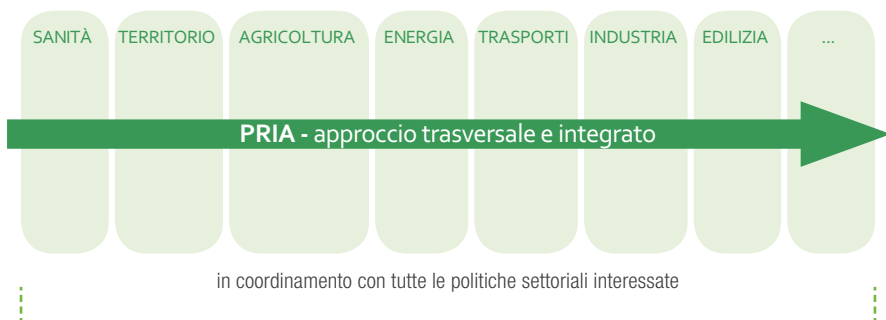 SANITÀ TERRITORIO AGRICOLTURA ENERGIA TRASPORTI INDUSTRIA EDILIZIA ...
PRIA - approccio trasversale e integrato
in coordinamento con tutte le politiche settoriali interessate